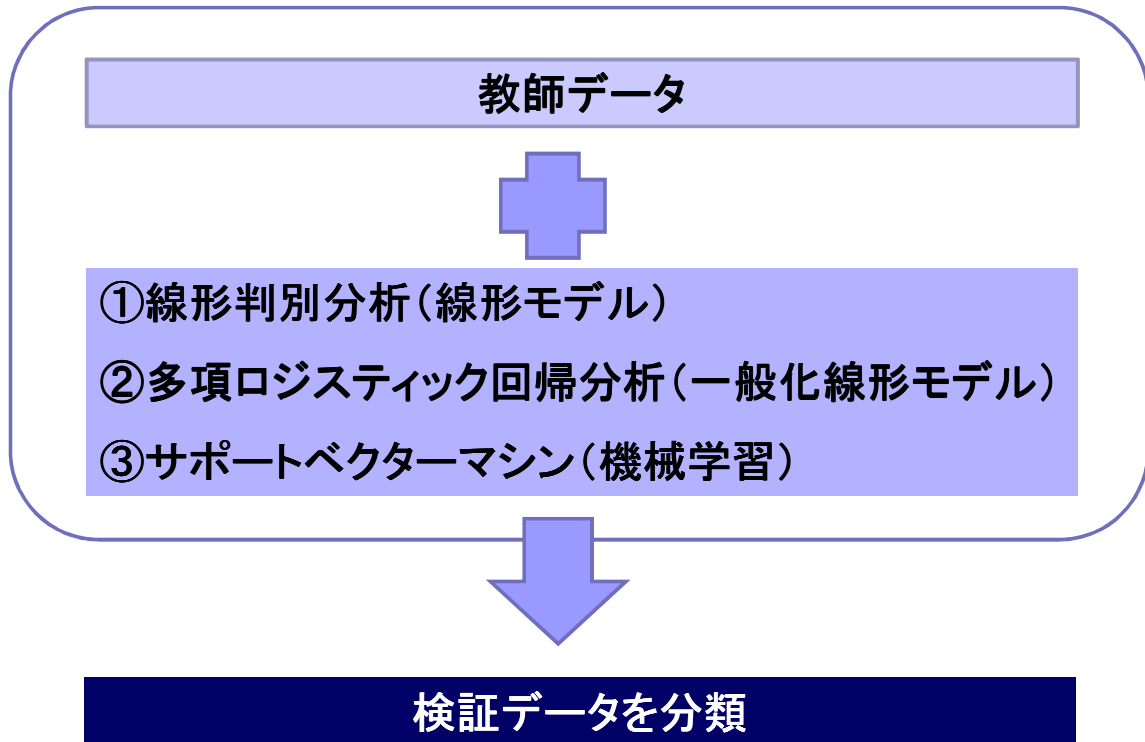 教師データ
①線形判別分析（線形モデル）
②多項ロジスティック回帰分析（一般化線形モデル）
③サポートベクターマシン（機械学習）
検証データを分類